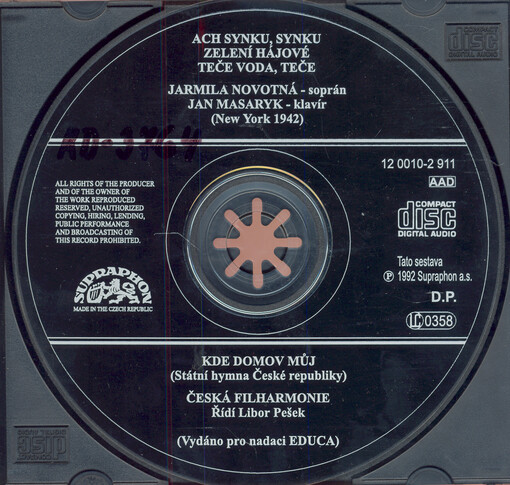 ACH SYNKU, SYNKU
ZELENÍ HÁJOVÉ
TEČE VODA, TEČE
JARMILA NOVOTNÁ - soprán
JAN MASARYK - klavír
(New York 1942)
12 0010-2 911
AAD
ALL RIGHTS OF THE PRODUCER
AND OF THE OWNER OF
THE WORK REPRODUCED
RESERVED, UNAUTHORIZED
COPYING, HIRING, LENDING,
PUBLIC PERFORMANCE
AND BROADCASTING OF
THIS RECORD PROHIBITED.
COMPACT
disc
DIGITAL AUDIO
SUPRAPHON
MADE IN THE CZECH REPUBLIC
Tato sestava
Ⓟ 1992 Supraphon a.s.
D.P.
LC 0358
KDE DOMOV MŮJ
(Státní hymna České republiky)
ČESKÁ FILHARMONIE
Řídí Libor Pešek
(Vydáno pro nadaci EDUCA)
COMPACT
disc
DIGITAL AUDIO